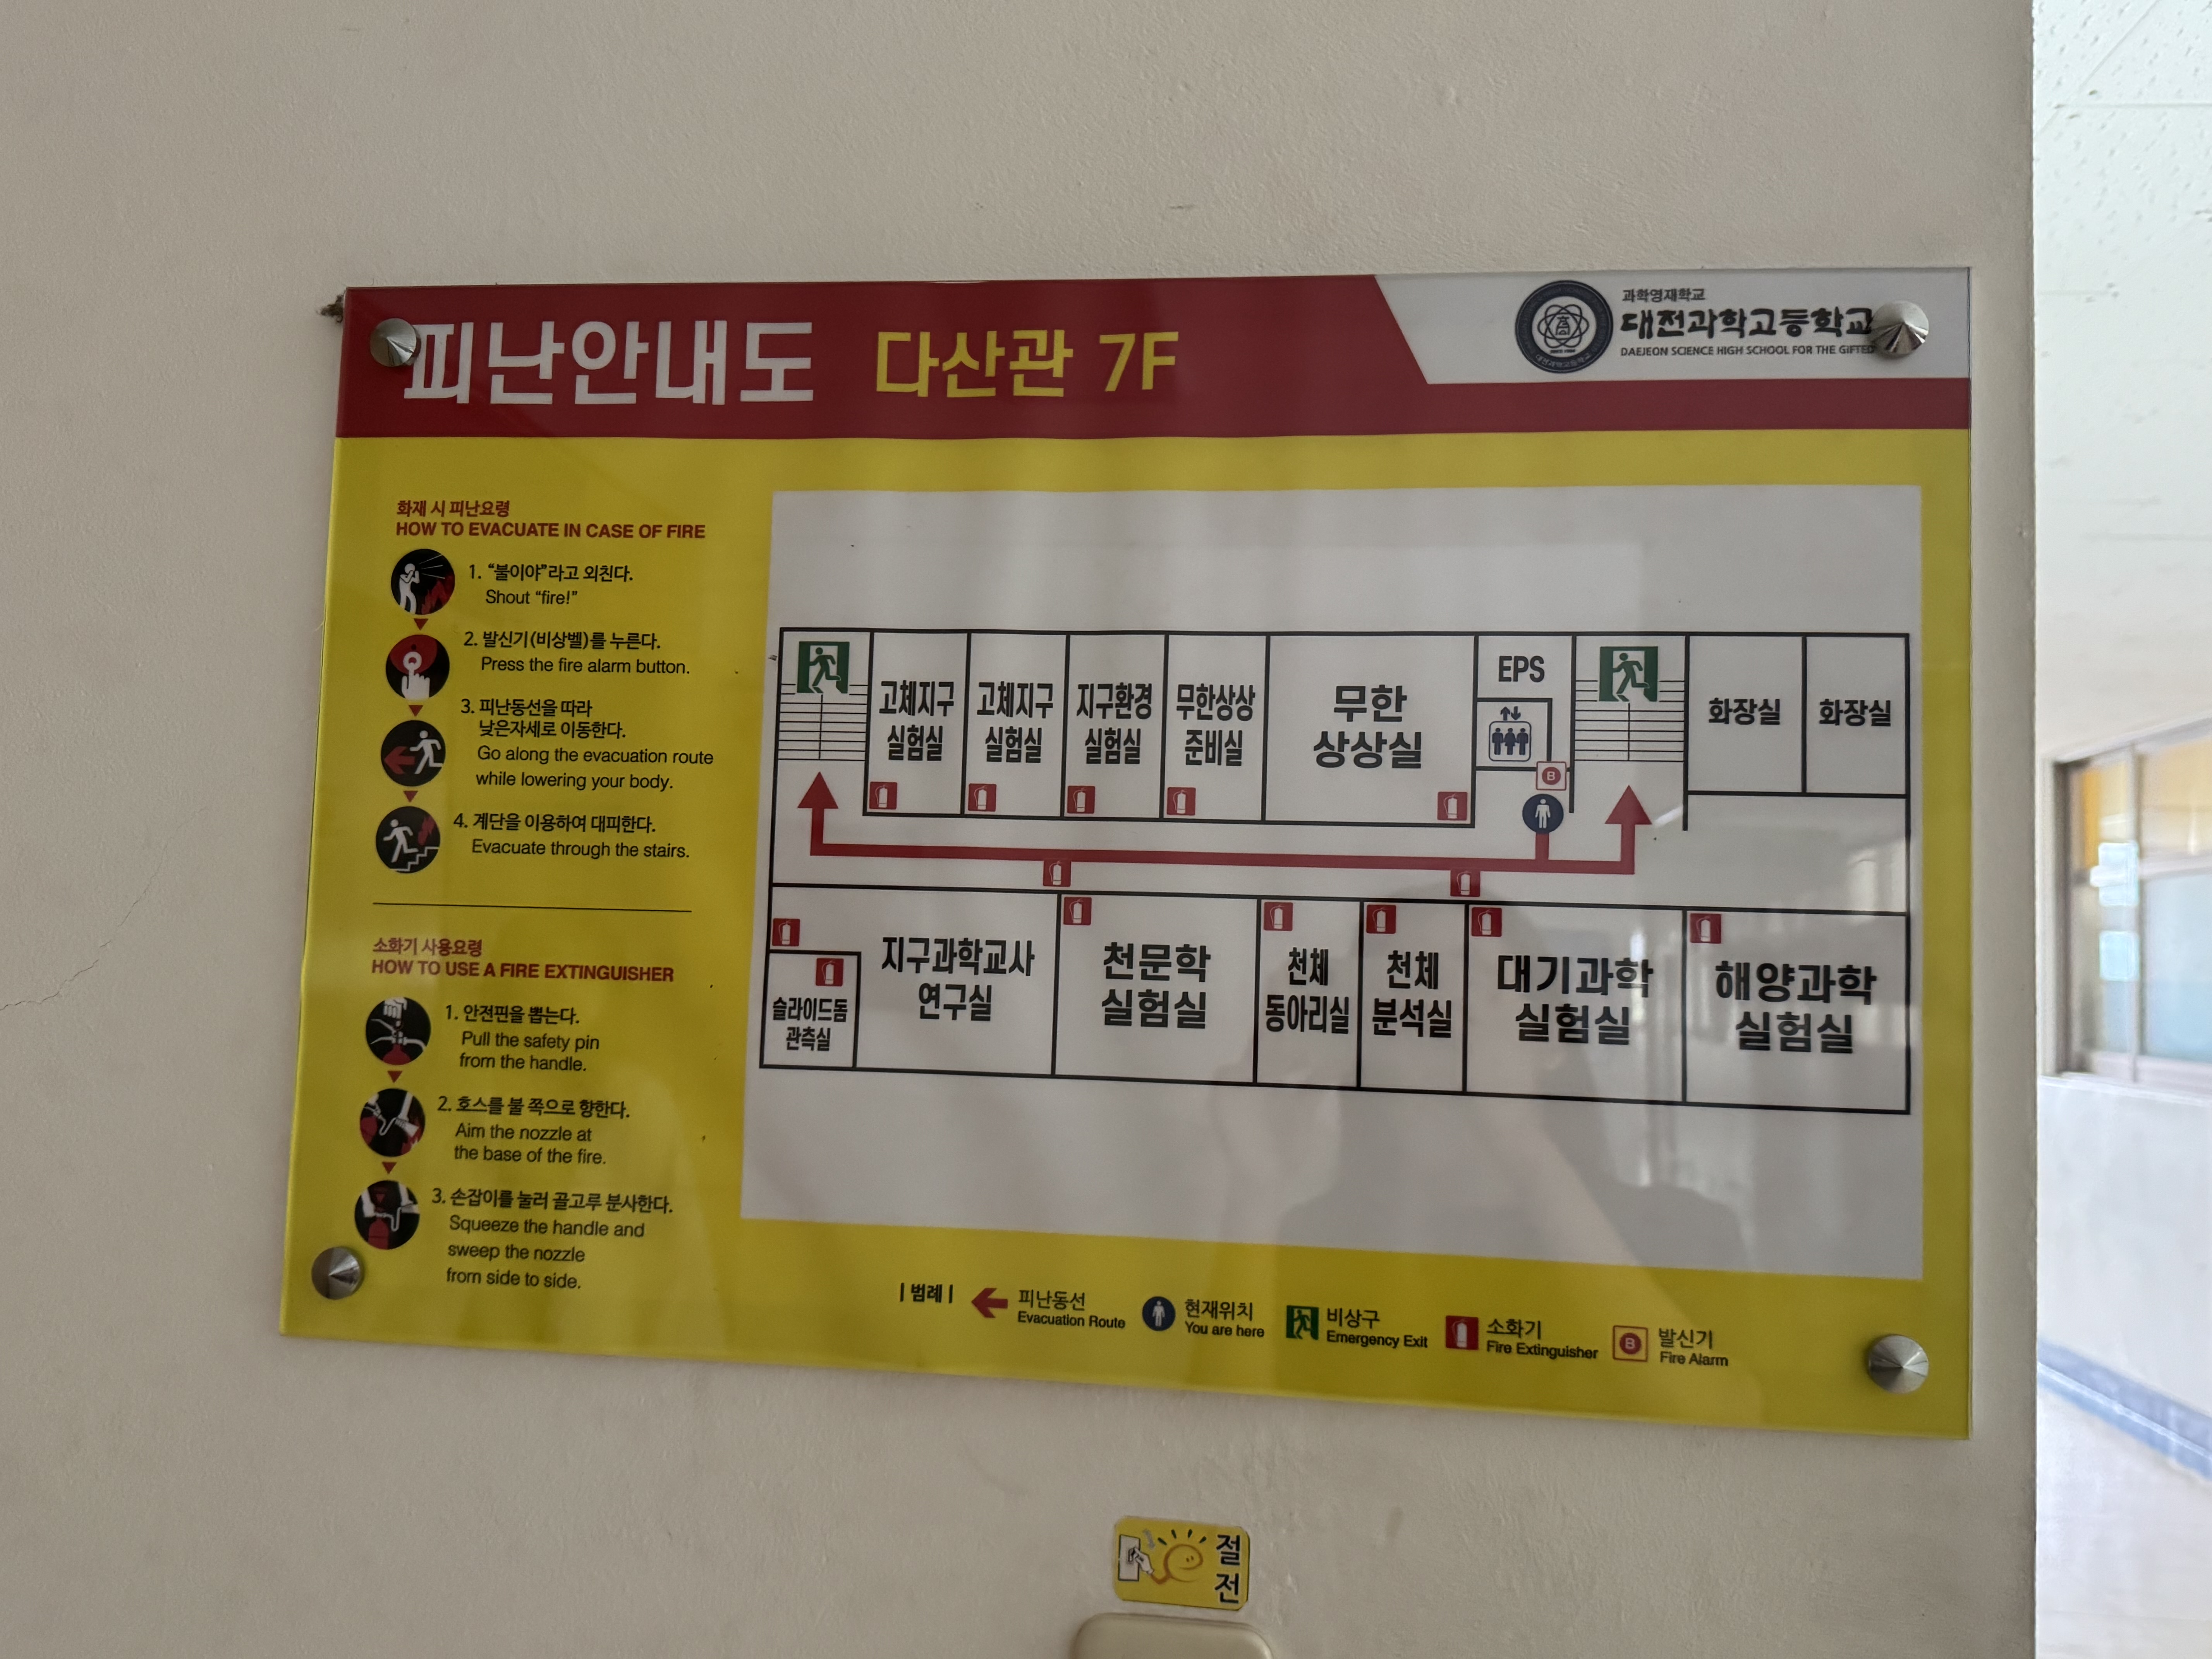 피난안내도 다산관 7F
과학영재학교
대전과학고등학교
DAEJEON SCIENCE HIGH SCHOOL FOR THE GIFTED
화재 시 피난요령
HOW TO EVACUATE IN CASE OF FIRE
1. “불이야”라고 외친다.
Shout “fire!”
2. 발신기(비상벨)를 누른다.
Press the fire alarm button.
3. 피난동선을 따라
낮은자세로 이동한다.
Go along the evacuation route
while lowering your body.
4. 계단을 이용하여 대피한다.
Evacuate through the stairs.
소화기 사용요령
HOW TO USE A FIRE EXTINGUISHER
1. 안전핀을 뽑는다.
Pull the safety pin
from the handle.
2. 호스를 불 쪽으로 향한다.
Aim the nozzle at
the base of the fire.
3. 손잡이를 눌러 골고루 분사한다.
Squeeze the handle and
sweep the nozzle
from side to side.
고체지구
실험실
고체지구
실험실
지구환경
실험실
무한상상
준비실
무한
상상실
EPS
B
화장실
화장실
슬라이드돔
관측실
지구과학교사
연구실
천문학
실험실
천체
동아리실
천체
분석실
대기과학
실험실
해양과학
실험실
| 범례 |
피난동선
Evacuation Route
현재위치
You are here
비상구
Emergency Exit
소화기
Fire Extinguisher
B
발신기
Fire Alarm
절
전